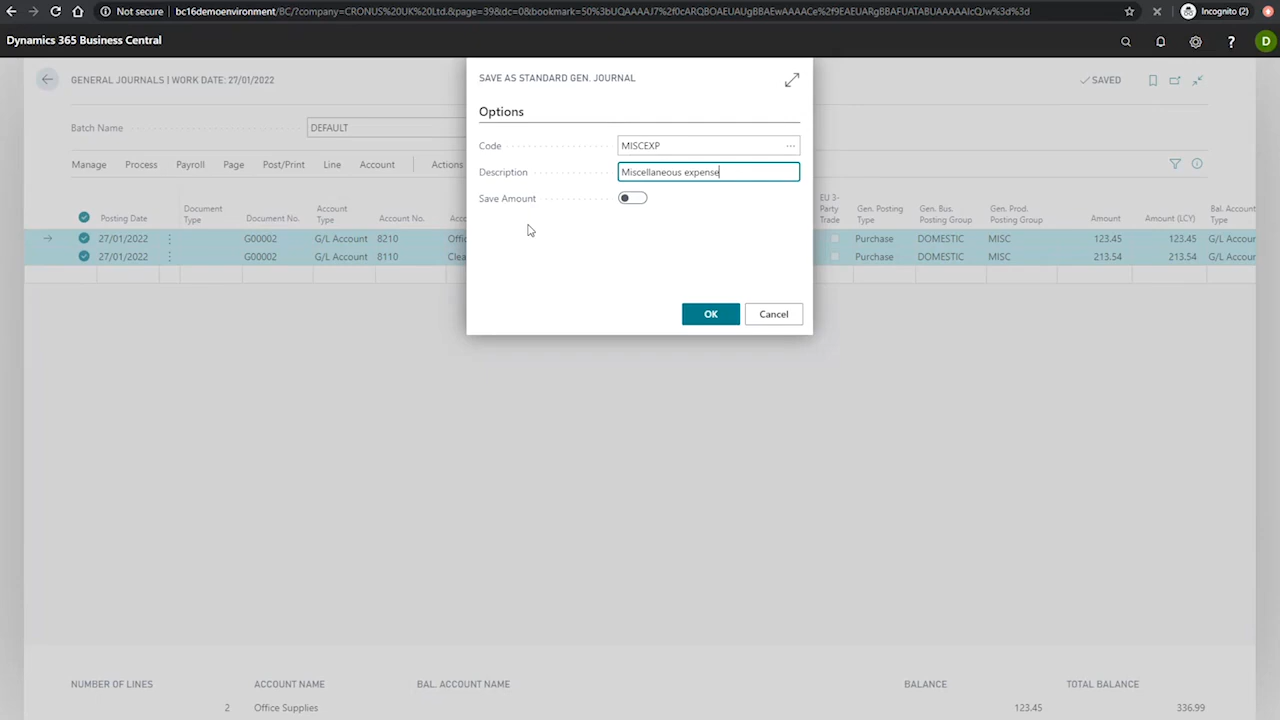 Not secure bc16demoenvironment/BC/?company=CRONUS%20UK%20Ltd.&page=39&dc=0&bookmark=50%3bUQAAAAJ7%2f0cARQBOAEUAUgBBAEwAAAACe%2f9EAEUARgBBAFUATABUAAAAAIcQJw%3d%3d Incognito (2)
Dynamics 365 Business Central ? D
GENERAL JOURNALS | WORK DATE: 27/01/2022 SAVE AS STANDARD GEN. JOURNAL SAVED
Options
Batch Name DEFAULT
Code MISCEXP
Manage Process Payroll Page Post/Print Line Account Actions
Description Miscellaneous expense
Save Amount
Posting Date Document Type Document No. Account Type Account No. EU 3-Party Trade Gen. Posting Type Gen. Bus. Posting Group Gen. Prod. Posting Group Amount Amount (LCY) Bal. Account Type
27/01/2022 G00002 G/L Account 8210 Purchase DOMESTIC MISC 123.45 123.45 G/L Account
27/01/2022 G00002 G/L Account 8110 Purchase DOMESTIC MISC 213.54 213.54 G/L Account
OK Cancel
NUMBER OF LINES ACCOUNT NAME BAL. ACCOUNT NAME BALANCE TOTAL BALANCE
2 Office Supplies 123.45 336.99